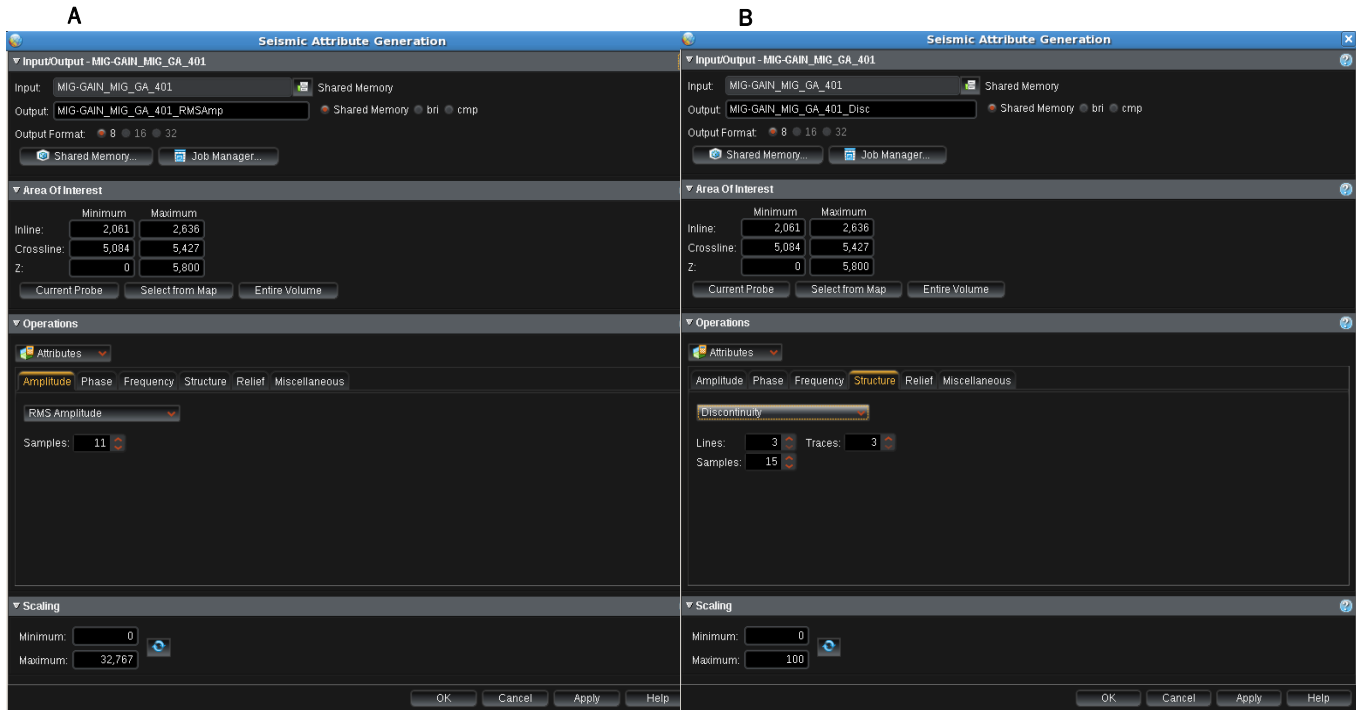 A
Seismic Attribute Generation
Input/Output - MIG-GAIN_MIG_GA_401
Input: MIG-GAIN_MIG_GA_401 Shared Memory
Output: MIG-GAIN_MIG_GA_401_RMSAmp Shared Memory bri cmp
Output Format: 8 16 32
Shared Memory... Job Manager...
Area Of Interest
Minimum Maximum
Inline: 2,061 2,636
Crossline: 5,084 5,427
Z: 0 5,800
Current Probe Select from Map Entire Volume
Operations
Attributes
Amplitude Phase Frequency Structure Relief Miscellaneous
RMS Amplitude
Samples: 11
Scaling
Minimum: 0
Maximum: 32,767
OK Cancel Apply Help
B
Seismic Attribute Generation
Input/Output - MIG-GAIN_MIG_GA_401
Input: MIG-GAIN_MIG_GA_401 Shared Memory
Output: MIG-GAIN_MIG_GA_401_Disc Shared Memory bri cmp
Output Format: 8 16 32
Shared Memory... Job Manager...
Area Of Interest
Minimum Maximum
Inline: 2,061 2,636
Crossline: 5,084 5,427
Z: 0 5,800
Current Probe Select from Map Entire Volume
Operations
Attributes
Amplitude Phase Frequency Structure Relief Miscellaneous
Discontinuity
Lines: 3 Traces: 3
Samples: 15
Scaling
Minimum: 0
Maximum: 100
OK Cancel Apply Help